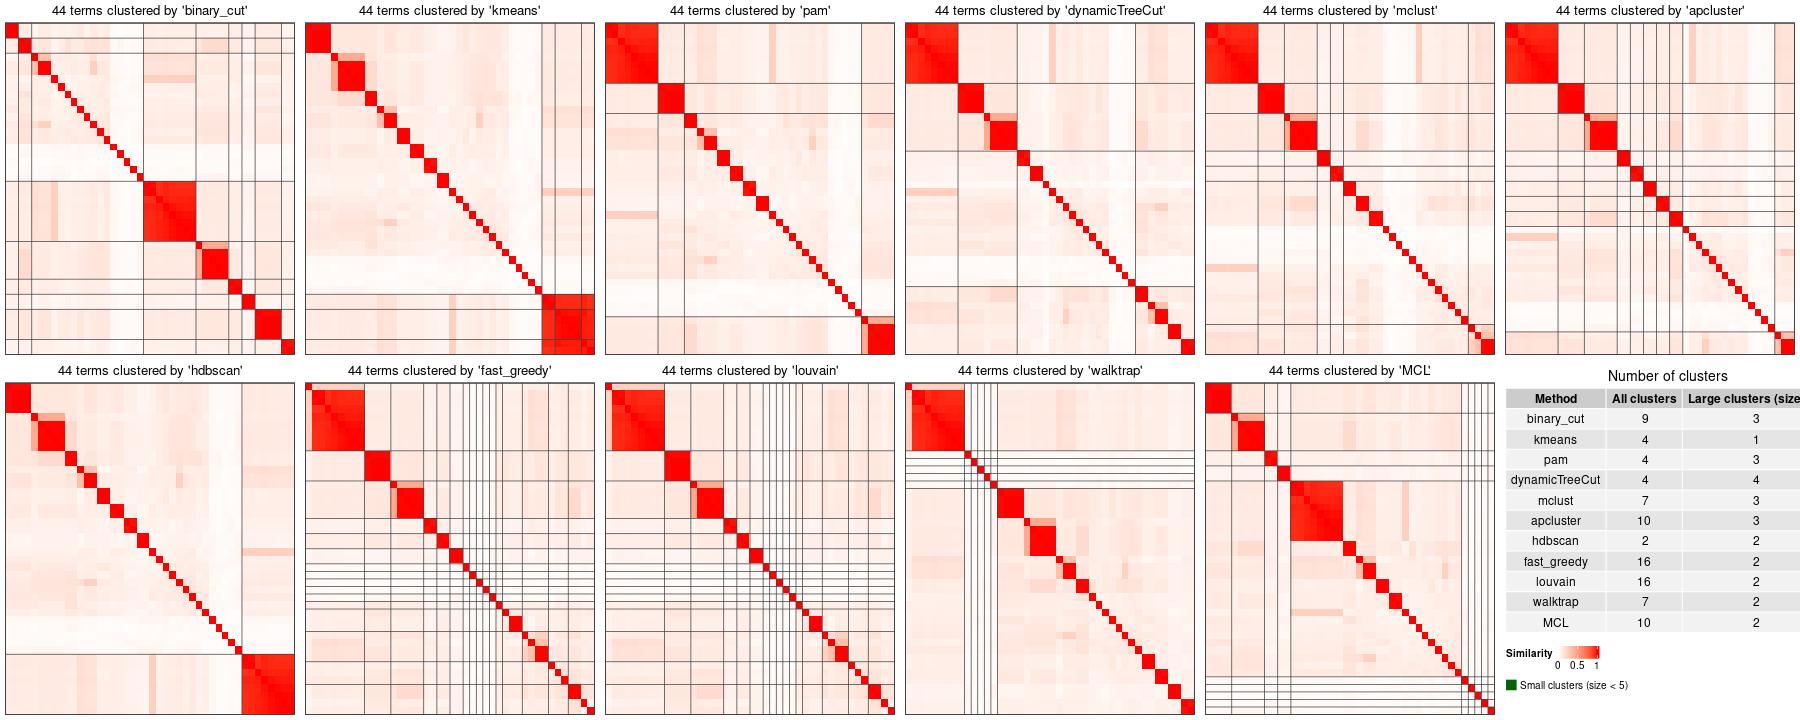 44 terms clustered by 'binary_cut'
44 terms clustered by 'kmeans'
44 terms clustered by 'pam'
44 terms clustered by 'dynamicTreeCut'
44 terms clustered by 'mclust'
44 terms clustered by 'apcluster'
44 terms clustered by 'hdbscan'
44 terms clustered by 'fast_greedy'
44 terms clustered by 'louvain'
44 terms clustered by 'walktrap'
44 terms clustered by 'MCL'
Number of clusters
Method All clusters Large clusters (size
binary_cut 9 3
kmeans 4 1
pam 4 3
dynamicTreeCut 4 4
mclust 7 3
apcluster 10 3
hdbscan 2 2
fast_greedy 16 2
louvain 16 2
walktrap 7 2
MCL 10 2
Similarity
0 0.5 1
Small clusters (size < 5)